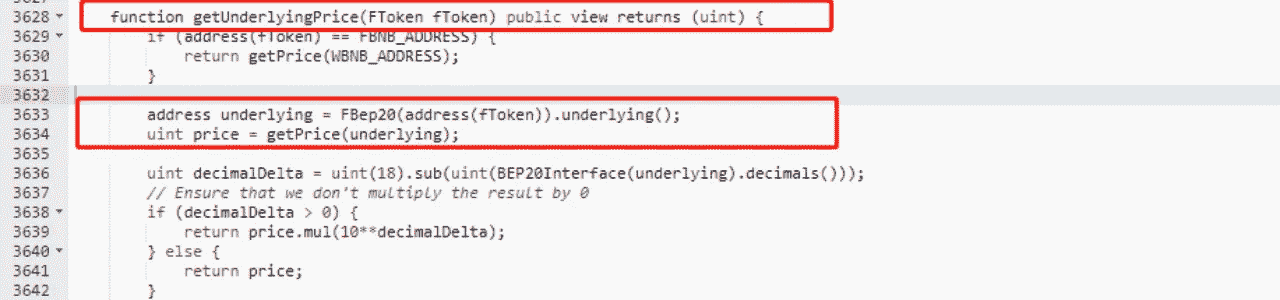 3628 function getUnderlyingPrice(FToken fToken) public view returns (uint) {
3629 if (address(fToken) == FBNB_ADDRESS) {
3630 return getPrice(WBNB_ADDRESS);
3631 }
3632
3633 address underlying = FBep20(address(fToken)).underlying();
3634 uint price = getPrice(underlying);
3635
3636 uint decimalDelta = uint(18).sub(uint(BEP20Interface(underlying).decimals()));
3637 // Ensure that we don't multiply the result by 0
3638 if (decimalDelta > 0) {
3639 return price.mul(10**decimalDelta);
3640 } else {
3641 return price;
3642 }